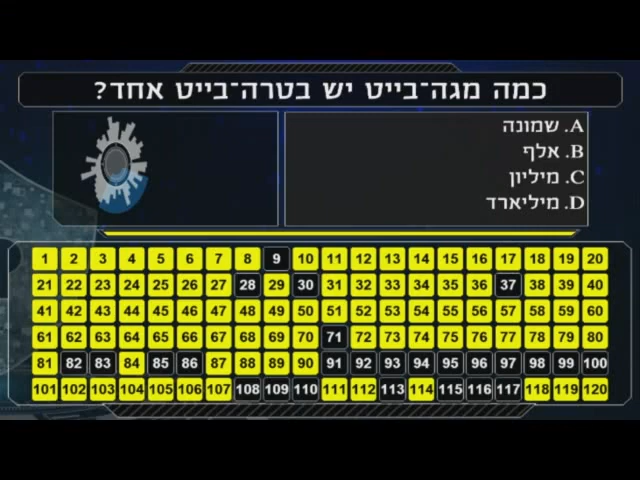 כמה מגה־בייט יש בטרה־בייט אחד?
A. שמונה
B. אלף
C. מיליון
D. מיליארד
1 2 3 4 5 6 7 8 9 10 11 12 13 14 15 16 17 18 19 20
21 22 23 24 25 26 27 28 29 30 31 32 33 34 35 36 37 38 39 40
41 42 43 44 45 46 47 48 49 50 51 52 53 54 55 56 57 58 59 60
61 62 63 64 65 66 67 68 69 70 71 72 73 74 75 76 77 78 79 80
81 82 83 84 85 86 87 88 89 90 91 92 93 94 95 96 97 98 99 100
101 102 103 104 105 106 107 108 109 110 111 112 113 114 115 116 117 118 119 120